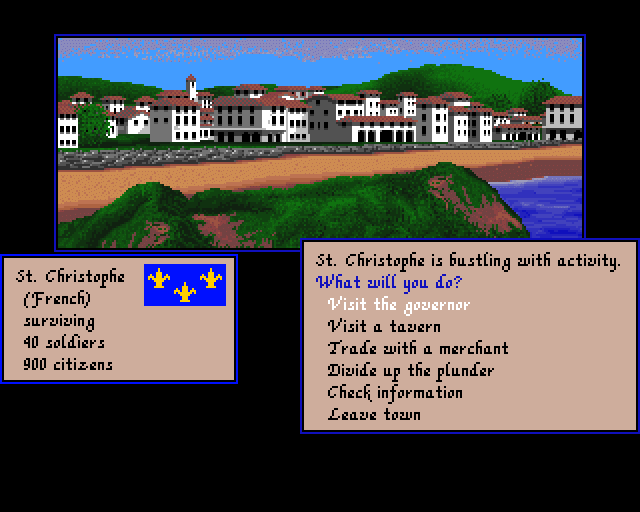 St. Christophe
(French)
surviving
40 soldiers
900 citizens
St. Christophe is bustling with activity.
What will you do?
Visit the governor
Visit a tavern
Trade with a merchant
Divide up the plunder
Check information
Leave town